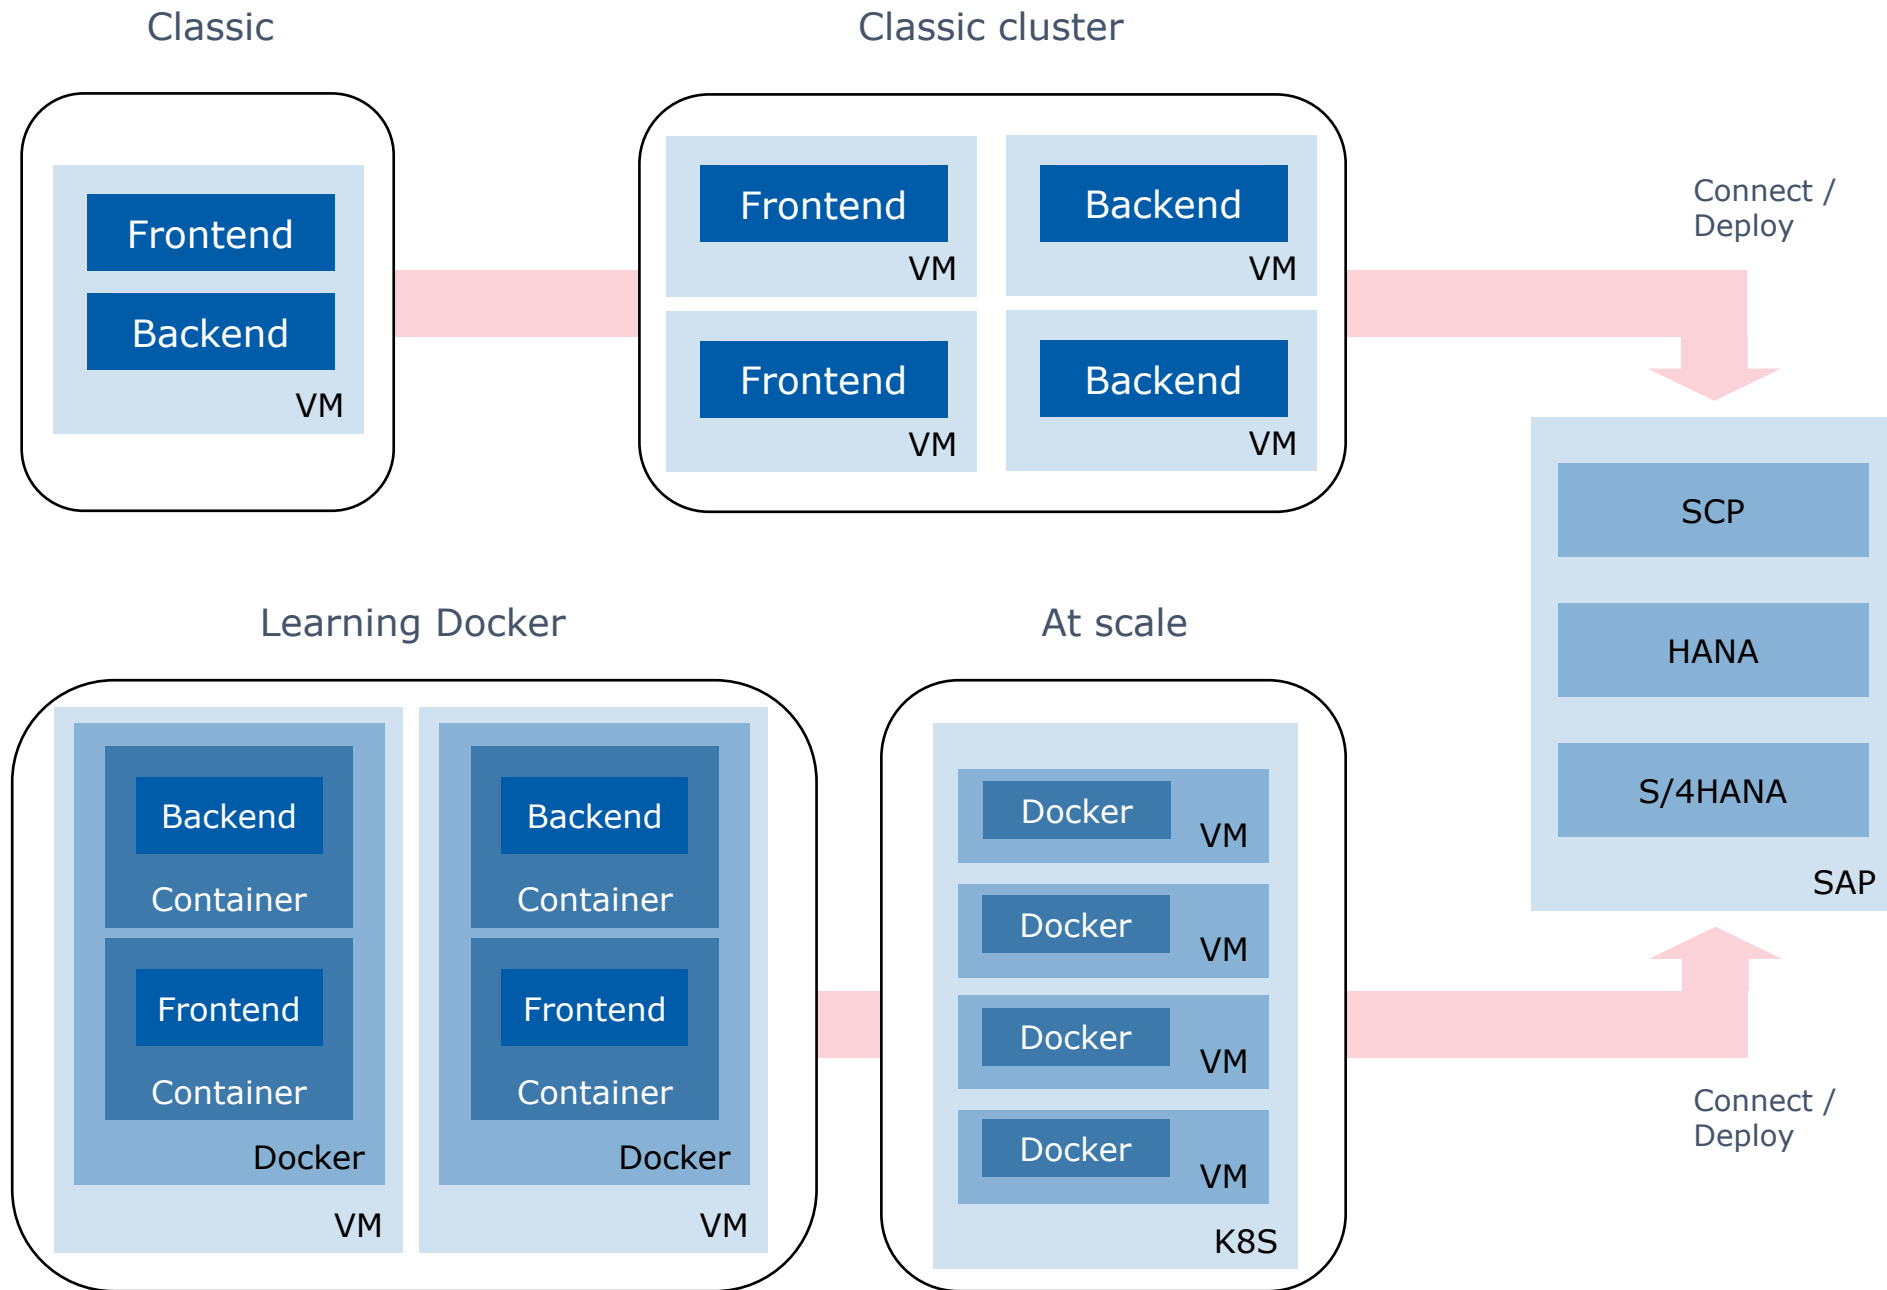 Classic
Frontend
Backend
VM
Classic cluster
Frontend
VM
Backend
VM
Frontend
VM
Backend
VM
Connect /
Deploy
SCP
HANA
S/4HANA
SAP
Learning Docker
Backend
Container
Frontend
Container
Docker
VM
Backend
Container
Frontend
Container
Docker
VM
At scale
Docker
VM
Docker
VM
Docker
VM
Docker
VM
K8S
Connect /
Deploy